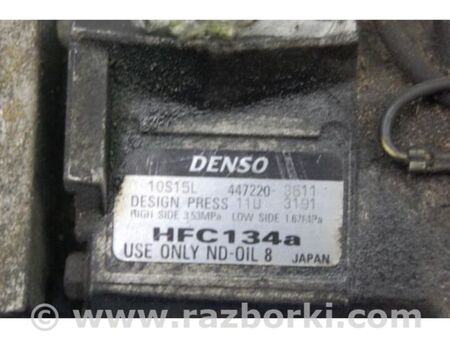 DENSO
10S15L 447220-3611
DESIGN PRESS 11U 3191
HIGH SIDE 3.53MPa LOW SIDE 1.67MPa
HFC134a
USE ONLY ND-OIL 8 JAPAN
www.razborki.com